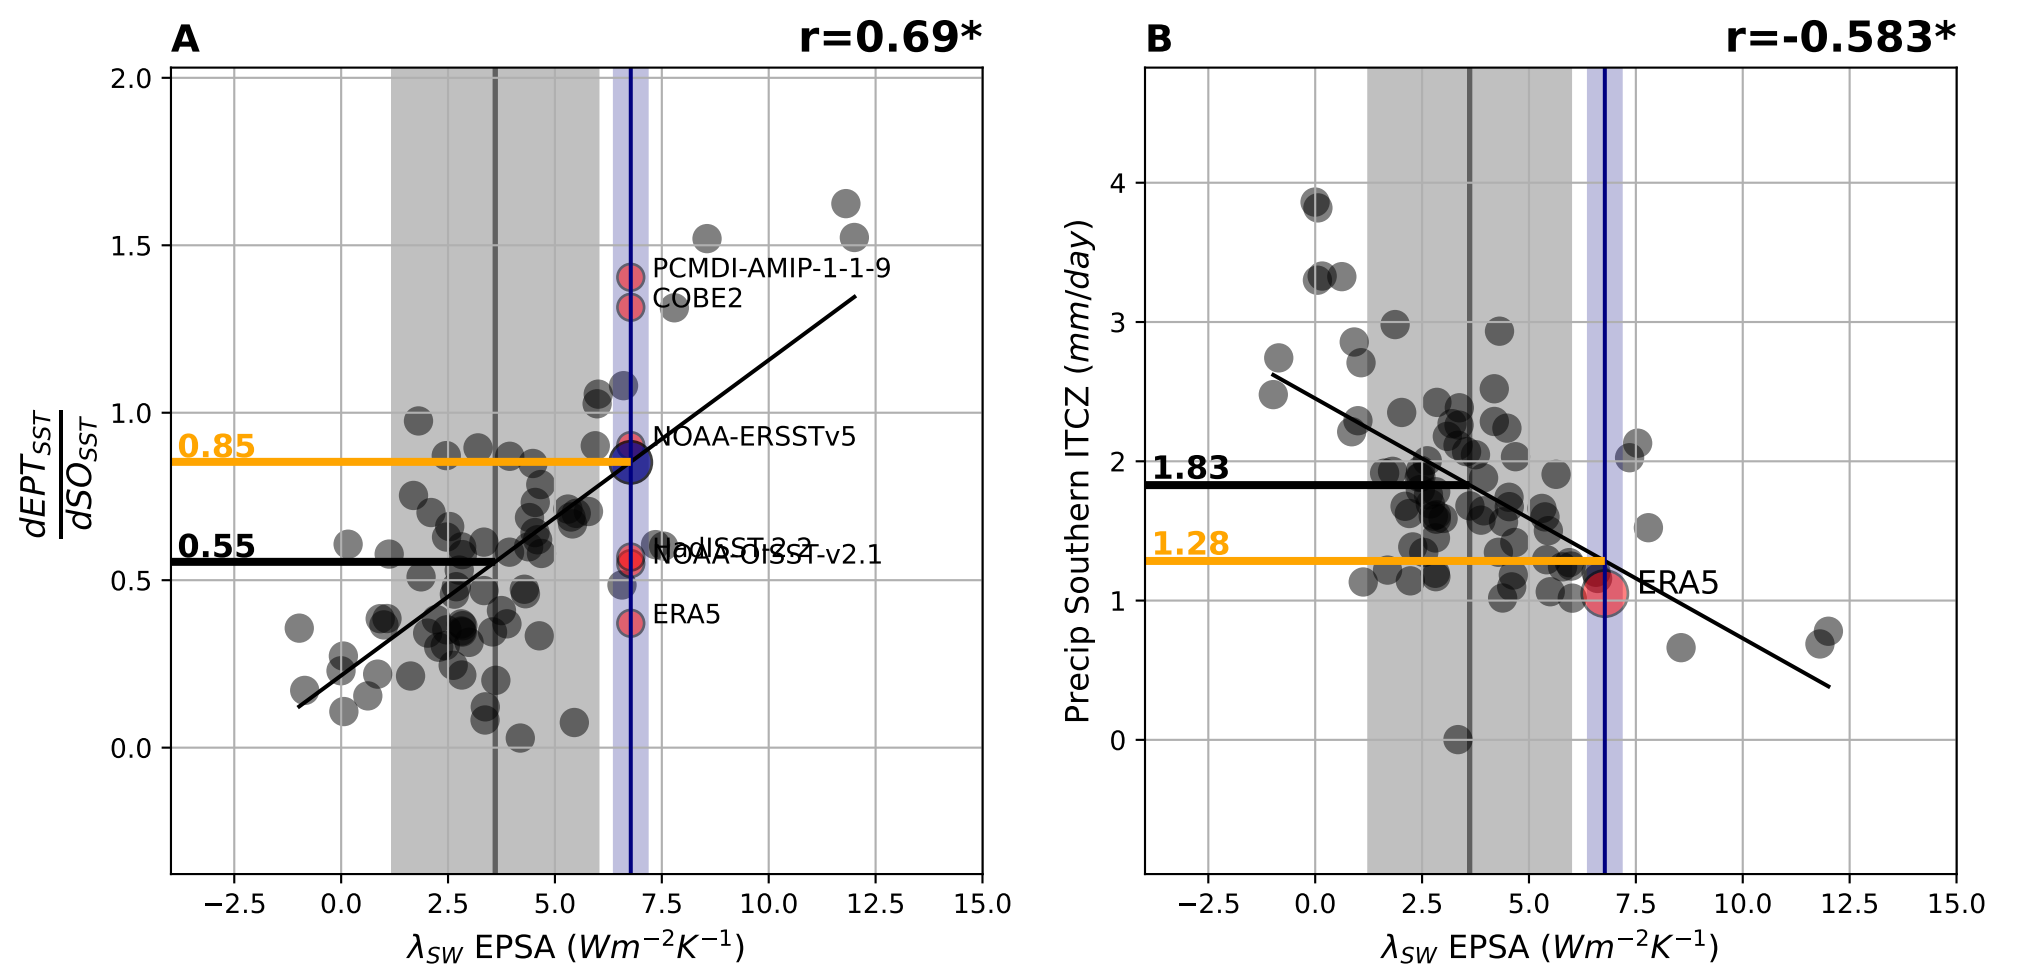 A
r=0.69*
2.0
1.5
1.0
0.5
0.0
dEPT_SST
dSO_SST
0.85
0.55
PCMDI-AMIP-1-1-9
COBE2
NOAA-ERSSTv5
HadISST-2-2
NOAA-OISST-v2.1
ERA5
−2.5 0.0 2.5 5.0 7.5 10.0 12.5 15.0
λ_SW EPSA (Wm⁻²K⁻¹)
B
r=-0.583*
4
3
2
1
0
Precip Southern ITCZ (mm/day)
1.83
1.28
ERA5
−2.5 0.0 2.5 5.0 7.5 10.0 12.5 15.0
λ_SW EPSA (Wm⁻²K⁻¹)